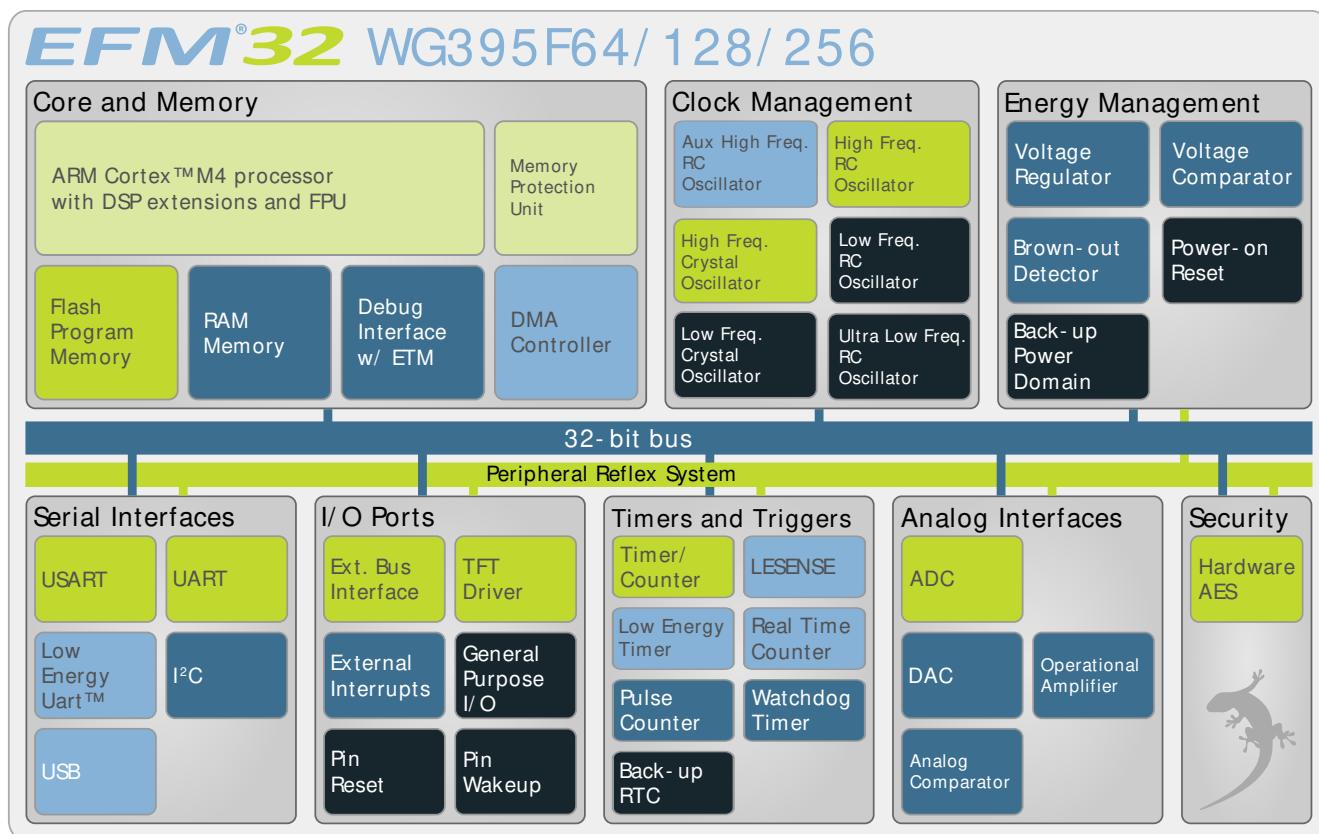 EFM®32 WG395F64/128/256
Core and Memory
ARM Cortex™M4 processor
with DSP extensions and FPU
Memory
Protection
Unit
Flash
Program
Memory
RAM
Memory
Debug
Interface
w/ ETM
DMA
Controller
Clock Management
Aux High Freq.
RC
Oscillator
High Freq.
RC
Oscillator
High Freq.
Crystal
Oscillator
Low Freq.
RC
Oscillator
Low Freq.
Crystal
Oscillator
Ultra Low Freq.
RC
Oscillator
Energy Management
Voltage
Regulator
Voltage
Comparator
Brown-out
Detector
Power-on
Reset
Back-up
Power
Domain
32-bit bus
Peripheral Reflex System
Serial Interfaces
USART
UART
Low
Energy
Uart™
I²C
USB
I/O Ports
Ext. Bus
Interface
TFT
Driver
External
Interrupts
General
Purpose
I/O
Pin
Reset
Pin
Wakeup
Timers and Triggers
Timer/
Counter
LESENSE
Low Energy
Timer
Real Time
Counter
Pulse
Counter
Watchdog
Timer
Back-up
RTC
Analog Interfaces
ADC
DAC
Operational
Amplifier
Analog
Comparator
Security
Hardware
AES